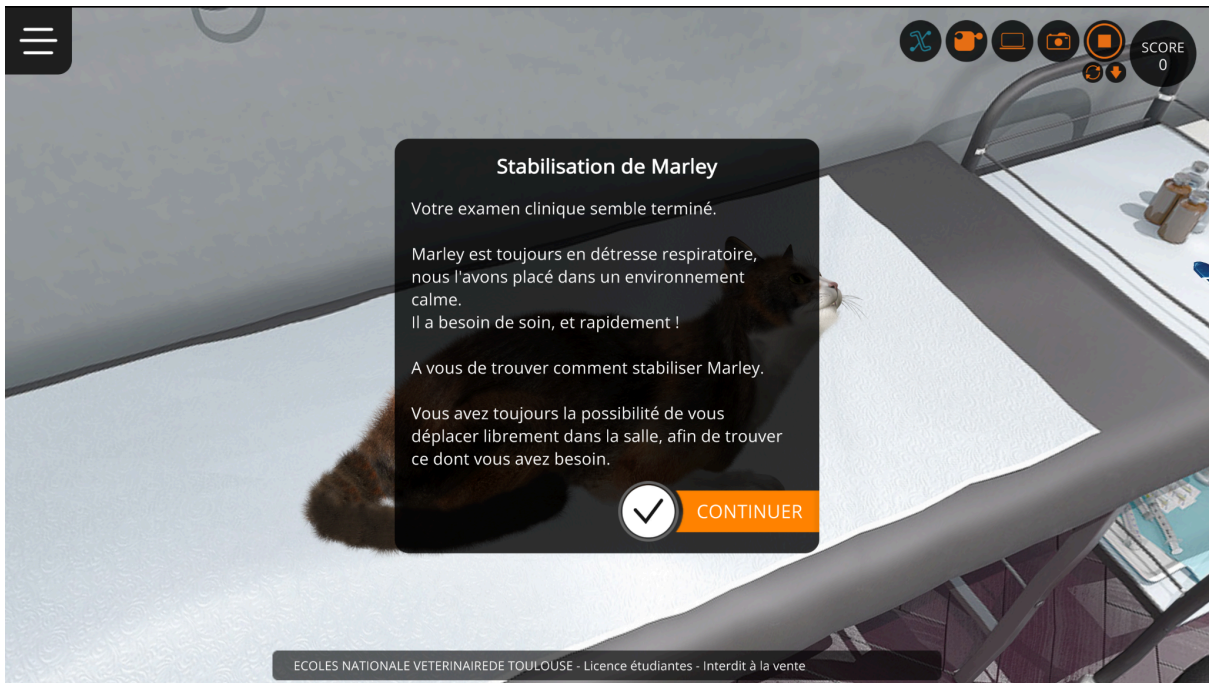 SCORE
0
Stabilisation de Marley
Votre examen clinique semble terminé.
Marley est toujours en détresse respiratoire,
nous l'avons placé dans un environnement
calme.
Il a besoin de soin, et rapidement !
A vous de trouver comment stabiliser Marley.
Vous avez toujours la possibilité de vous
déplacer librement dans la salle, afin de trouver
ce dont vous avez besoin.
CONTINUER
ECOLES NATIONALE VETERINAIREDE TOULOUSE - Licence étudiantes - Interdit à la vente